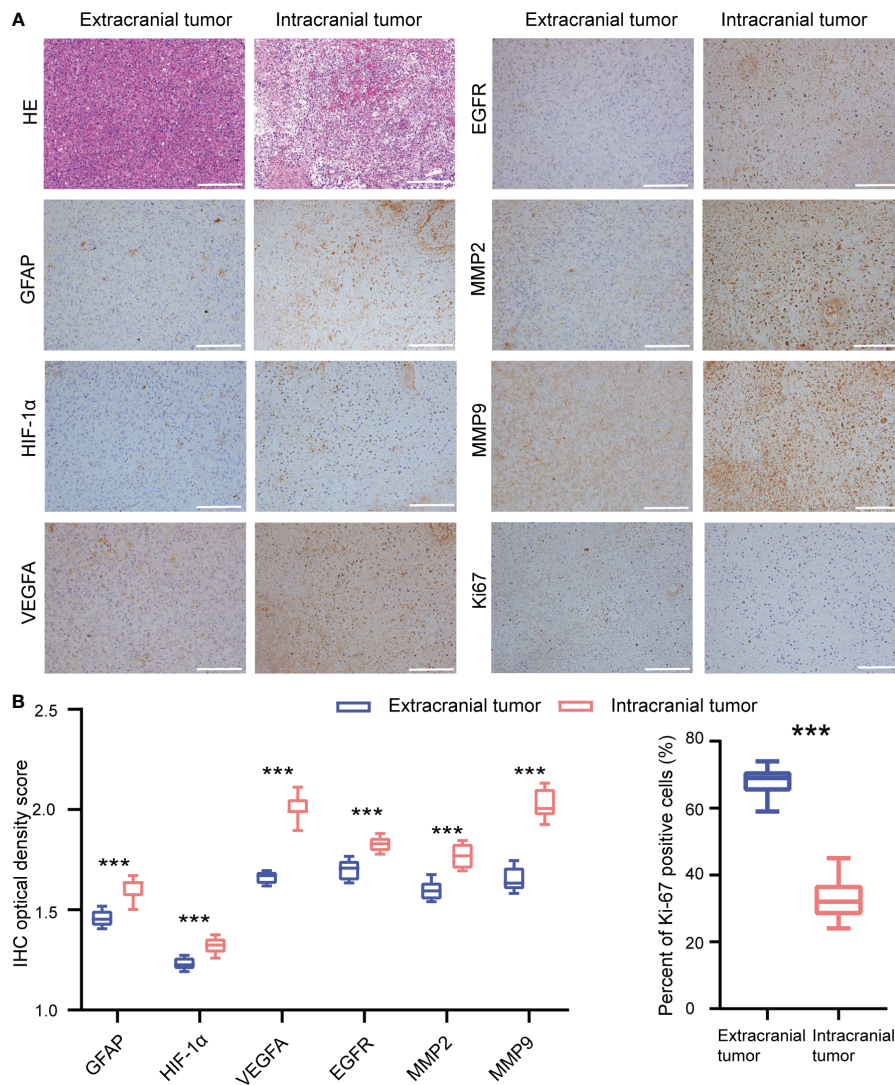 A
Extracranial tumor
Intracranial tumor
Extracranial tumor
Intracranial tumor
HE
EGFR
GFAP
MMP2
HIF-1α
MMP9
VEGFA
Ki67
B
Extracranial tumor
Intracranial tumor
IHC optical density score
2.5
2.0
1.5
1.0
***
***
***
***
***
***
GFAP
HIF-1α
VEGFA
EGFR
MMP2
MMP9
Percent of Ki-67 positive cells (%)
80
60
40
20
0
***
Extracranial
tumor
Intracranial
tumor